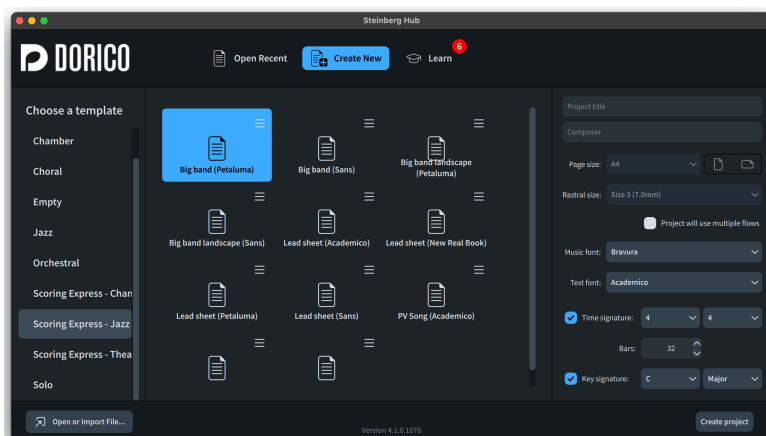 Steinberg Hub
DORICO
Open Recent
Create New
Learn
6
Choose a template
Chamber
Choral
Empty
Jazz
Orchestral
Scoring Express - Chan
Scoring Express - Jazz
Scoring Express - Thea
Solo
Big band (Petaluma)
Big band (Sans)
Big band landscape
(Petaluma)
Big band landscape (Sans)
Lead sheet (Academico)
Lead sheet (New Real Book)
Lead sheet (Petaluma)
Lead sheet (Sans)
PV Song (Academico)
Project title
Composer
Page size: A4
Rastral size: Size 3 (7.0mm)
Project will use multiple flows
Music font: Bravura
Text font: Academico
Time signature: 4 4
Bars: 32
Key signature: C Major
Open or Import File...
Version 4.1.0.1076
Create project